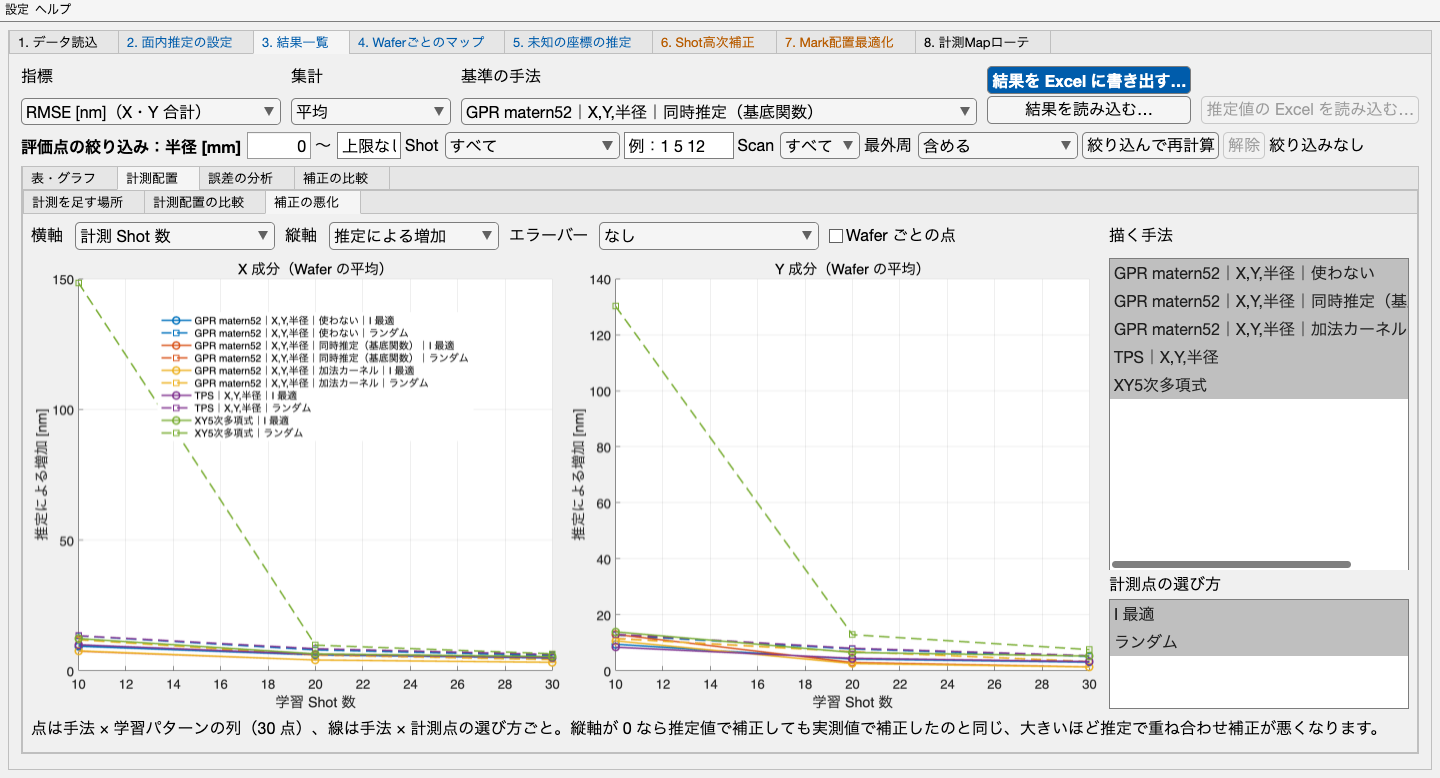 設定 ヘルプ
1. データ読込 2. 面内推定の設定 3. 結果一覧 4. Waferごとのマップ 5. 未知の座標の推定 6. Shot高次補正 7. Mark配置最適化 8. 計測Mapローテ
指標 集計 基準の手法 結果を Excel に書き出す...
RMSE [nm]（X・Y 合計） 平均 GPR matern52｜X,Y,半径｜同時推定（基底関数） 結果を読み込む... 推定値の Excel を読み込む...
評価点の絞り込み：半径 [mm] 0 ～ 上限なし Shot すべて 例：1 5 12 Scan すべて 最外周 含める 絞り込んで再計算 解除 絞り込みなし
表・グラフ 計測配置 誤差の分析 補正の比較
計測を足す場所 計測配置の比較 補正の悪化
横軸 計測 Shot 数 縦軸 推定による増加 エラーバー なし Wafer ごとの点 描く手法
X 成分（Wafer の平均）
150
100
50
0
推定による増加 [nm]
GPR matern52｜X,Y,半径｜使わない｜I 最適
GPR matern52｜X,Y,半径｜使わない｜ランダム
GPR matern52｜X,Y,半径｜同時推定（基底関数）｜I 最適
GPR matern52｜X,Y,半径｜同時推定（基底関数）｜ランダム
GPR matern52｜X,Y,半径｜加法カーネル｜I 最適
GPR matern52｜X,Y,半径｜加法カーネル｜ランダム
TPS｜X,Y,半径｜I 最適
TPS｜X,Y,半径｜ランダム
XY5次多項式｜I 最適
XY5次多項式｜ランダム
10 12 14 16 18 20 22 24 26 28 30
学習 Shot 数
Y 成分（Wafer の平均）
140
120
100
80
60
40
20
0
推定による増加 [nm]
10 12 14 16 18 20 22 24 26 28 30
学習 Shot 数
GPR matern52｜X,Y,半径｜使わない
GPR matern52｜X,Y,半径｜同時推定（基
GPR matern52｜X,Y,半径｜加法カーネル
TPS｜X,Y,半径
XY5次多項式
計測点の選び方
I 最適
ランダム
点は手法 × 学習パターンの列（30 点）、線は手法 × 計測点の選び方ごと。縦軸が 0 なら推定値で補正しても実測値で補正したのと同じ、大きいほど推定で重ね合わせ補正が悪くなります。